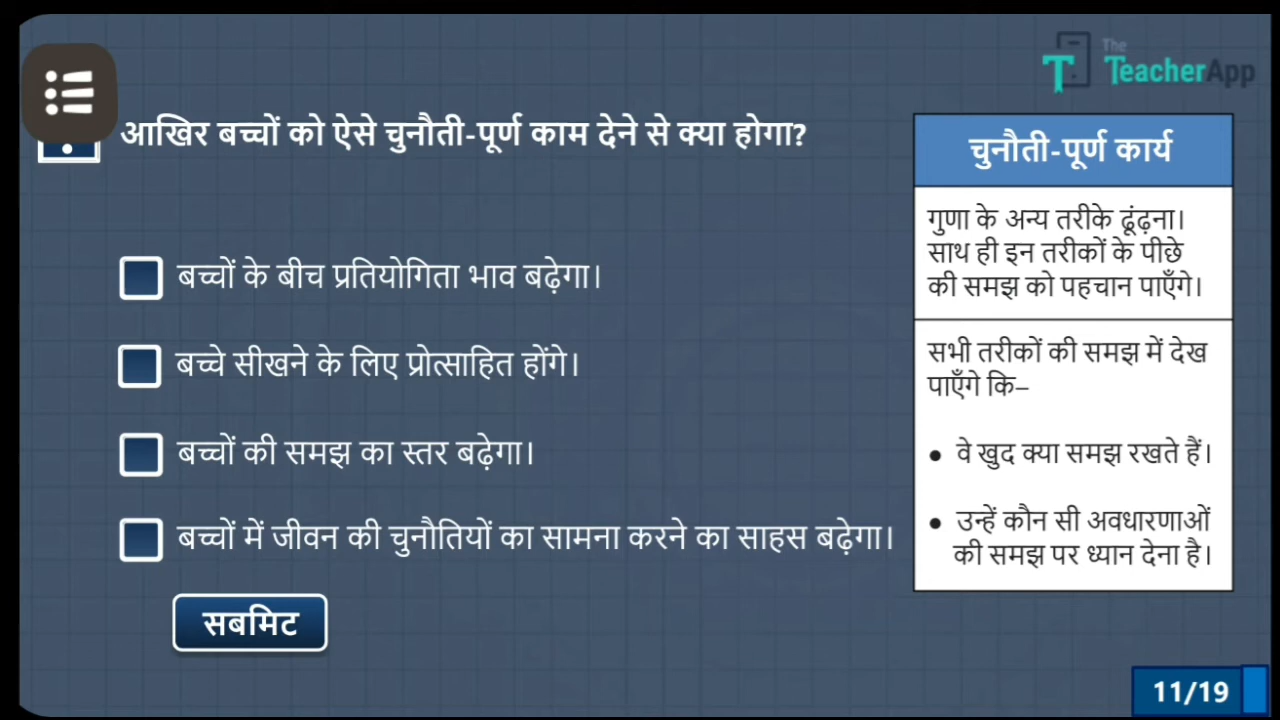 The
TeacherApp
आखिर बच्चों को ऐसे चुनौती-पूर्ण काम देने से क्या होगा?
बच्चों के बीच प्रतियोगिता भाव बढ़ेगा।
बच्चे सीखने के लिए प्रोत्साहित होंगे।
बच्चों की समझ का स्तर बढ़ेगा।
बच्चों में जीवन की चुनौतियों का सामना करने का साहस बढ़ेगा।
सबमिट
चुनौती-पूर्ण कार्य
गुणा के अन्य तरीके ढूंढ़ना।
साथ ही इन तरीकों के पीछे
की समझ को पहचान पाएँगे।
सभी तरीकों की समझ में देख
पाएँगे कि–
• वे खुद क्या समझ रखते हैं।
• उन्हें कौन सी अवधारणाओं
की समझ पर ध्यान देना है।
11/19